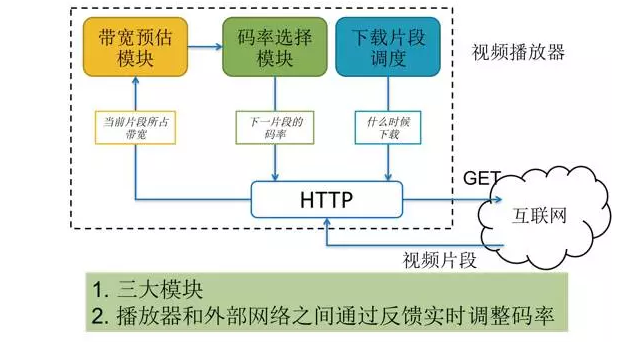 带宽预估
模块
码率选择
模块
下载片段
调度
视频播放器
当前片段所占
带宽
下一片段的
码率
什么时候
下载
HTTP
GET
互联网
视频片段
1. 三大模块
2. 播放器和外部网络之间通过反馈实时调整码率